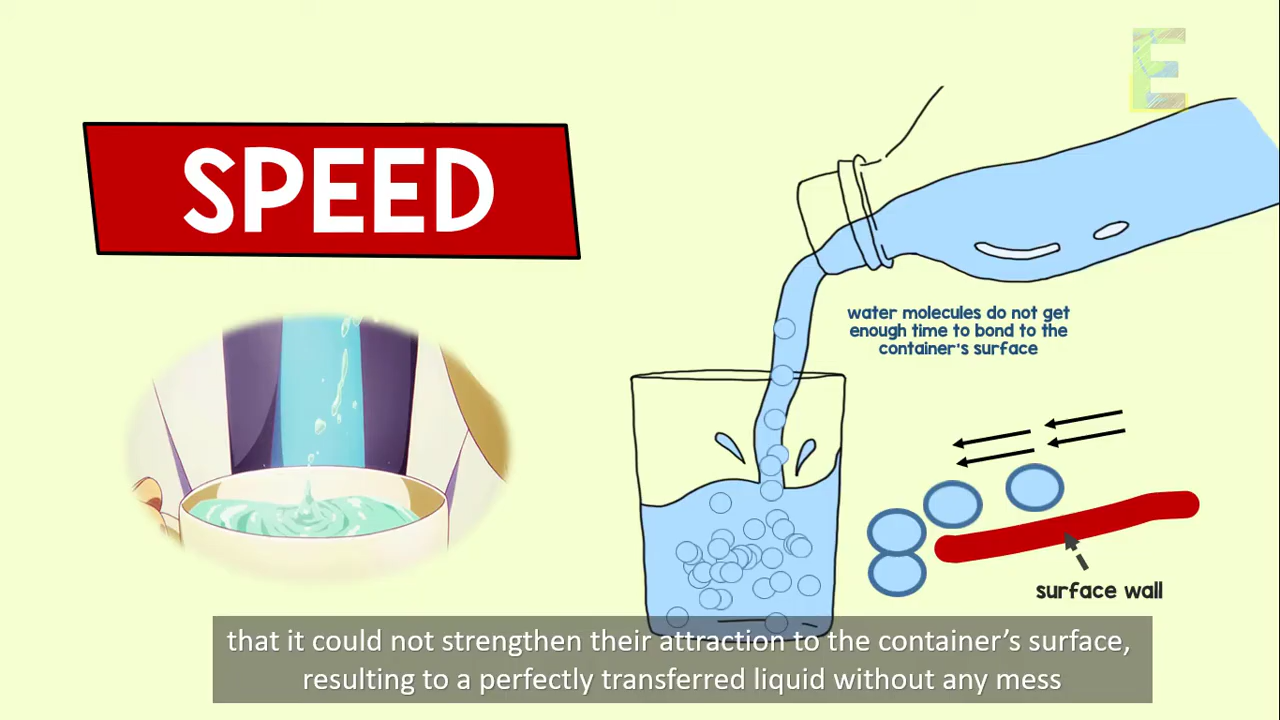 E
SPEED
water molecules do not get
enough time to bond to the
container's surface
surface wall
that it could not strengthen their attraction to the container's surface,
resulting to a perfectly transferred liquid without any mess